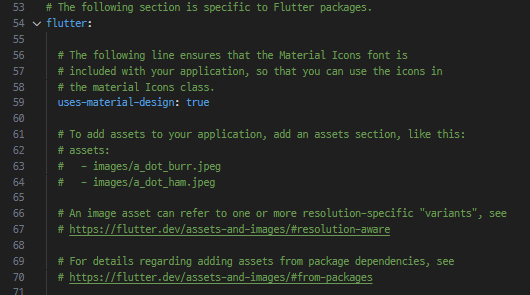 53 # The following section is specific to Flutter packages.
54 flutter:
55
56 # The following line ensures that the Material Icons font is
57 # included with your application, so that you can use the icons in
58 # the material Icons class.
59 uses-material-design: true
60
61 # To add assets to your application, add an assets section, like this:
62 # assets:
63 #   - images/a_dot_burr.jpeg
64 #   - images/a_dot_ham.jpeg
65
66 # An image asset can refer to one or more resolution-specific "variants", see
67 # https://flutter.dev/assets-and-images/#resolution-aware
68
69 # For details regarding adding assets from package dependencies, see
70 # https://flutter.dev/assets-and-images/#from-packages
71